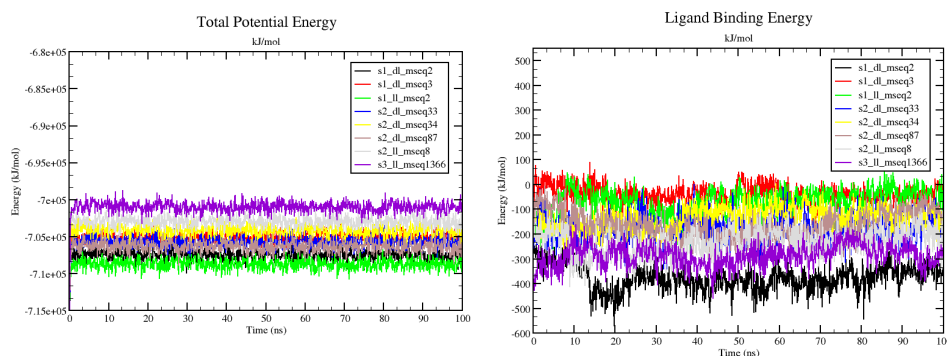 Total Potential Energy
kJ/mol
-6.8e+05
-6.85e+05
-6.9e+05
-6.95e+05
-7e+05
-7.05e+05
-7.1e+05
-7.15e+05
Energy (kJ/mol)
s1_dl_mseq2
s1_dl_mseq3
s1_ll_mseq2
s2_dl_mseq33
s2_dl_mseq34
s2_dl_mseq87
s2_ll_mseq8
s3_ll_mseq1366
0 10 20 30 40 50 60 70 80 90 100
Time (ns)
Ligand Binding Energy
kJ/mol
500
400
300
200
100
0
-100
-200
-300
-400
-500
-600
Energy (kJ/mol)
s1_dl_mseq2
s1_dl_mseq3
s1_ll_mseq2
s2_dl_mseq33
s2_dl_mseq34
s2_dl_mseq87
s2_ll_mseq8
s3_ll_mseq1366
0 10 20 30 40 50 60 70 80 90 100
Time (ns)